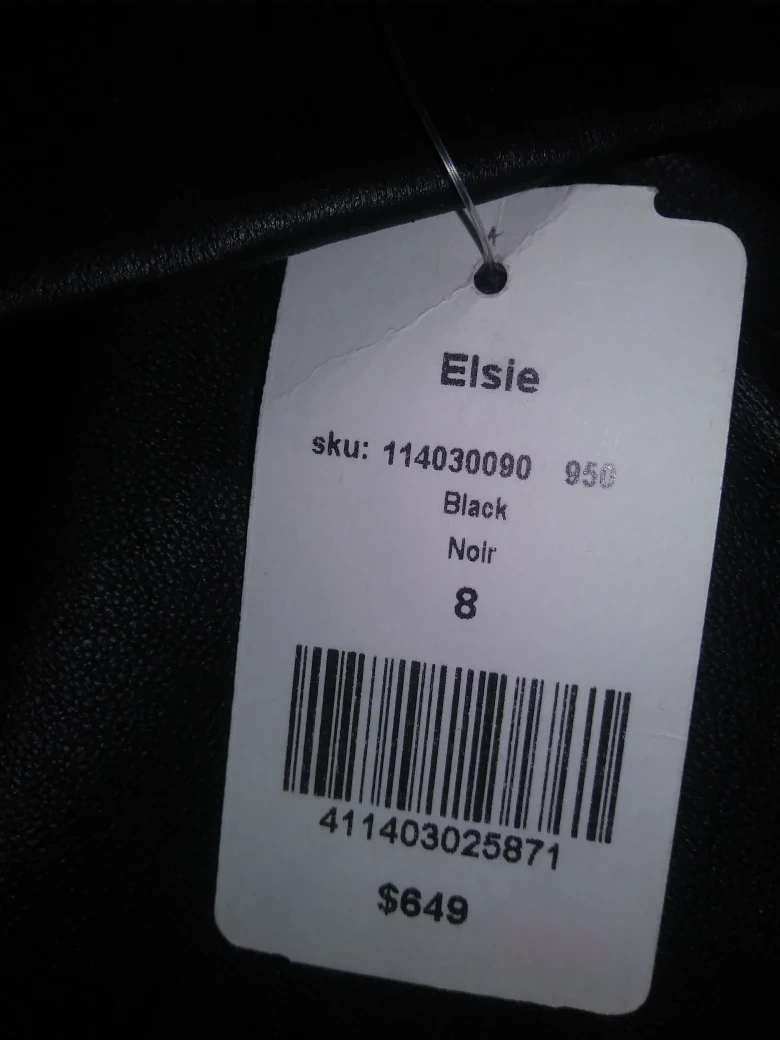 Elsie
sku: 114030090 950
Black
Noir
8
411403025871
$649